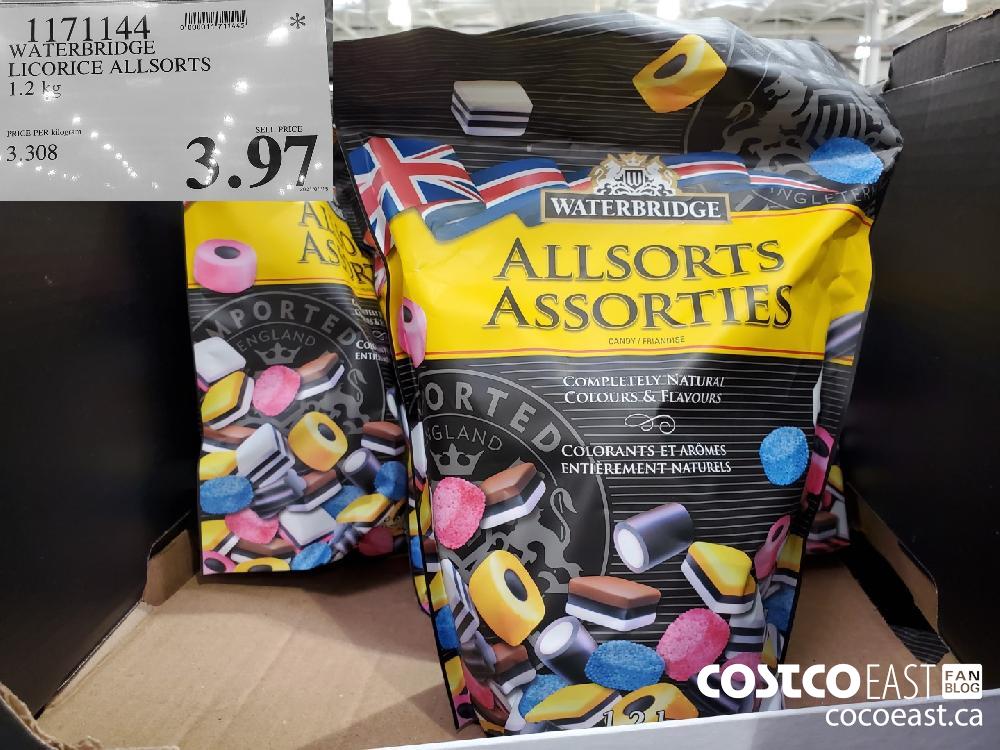 1171144
*
WATERBRIDGE
LICORICE ALLSORTS
1.2 kg
PRICE PER kilogram
3.308
SELL PRICE
3.97
WATERBRIDGE
ALLSORTS
ASSORTIES
CANDY / FRIANDISE
COMPLETELY NATURAL
COLOURS & FLAVOURS
COLORANTS ET ARÔMES
ENTIÈREMENT NATURELS
IMPORTED
ENGLAND
COSTCO EAST FAN BLOG
cocoeast.ca